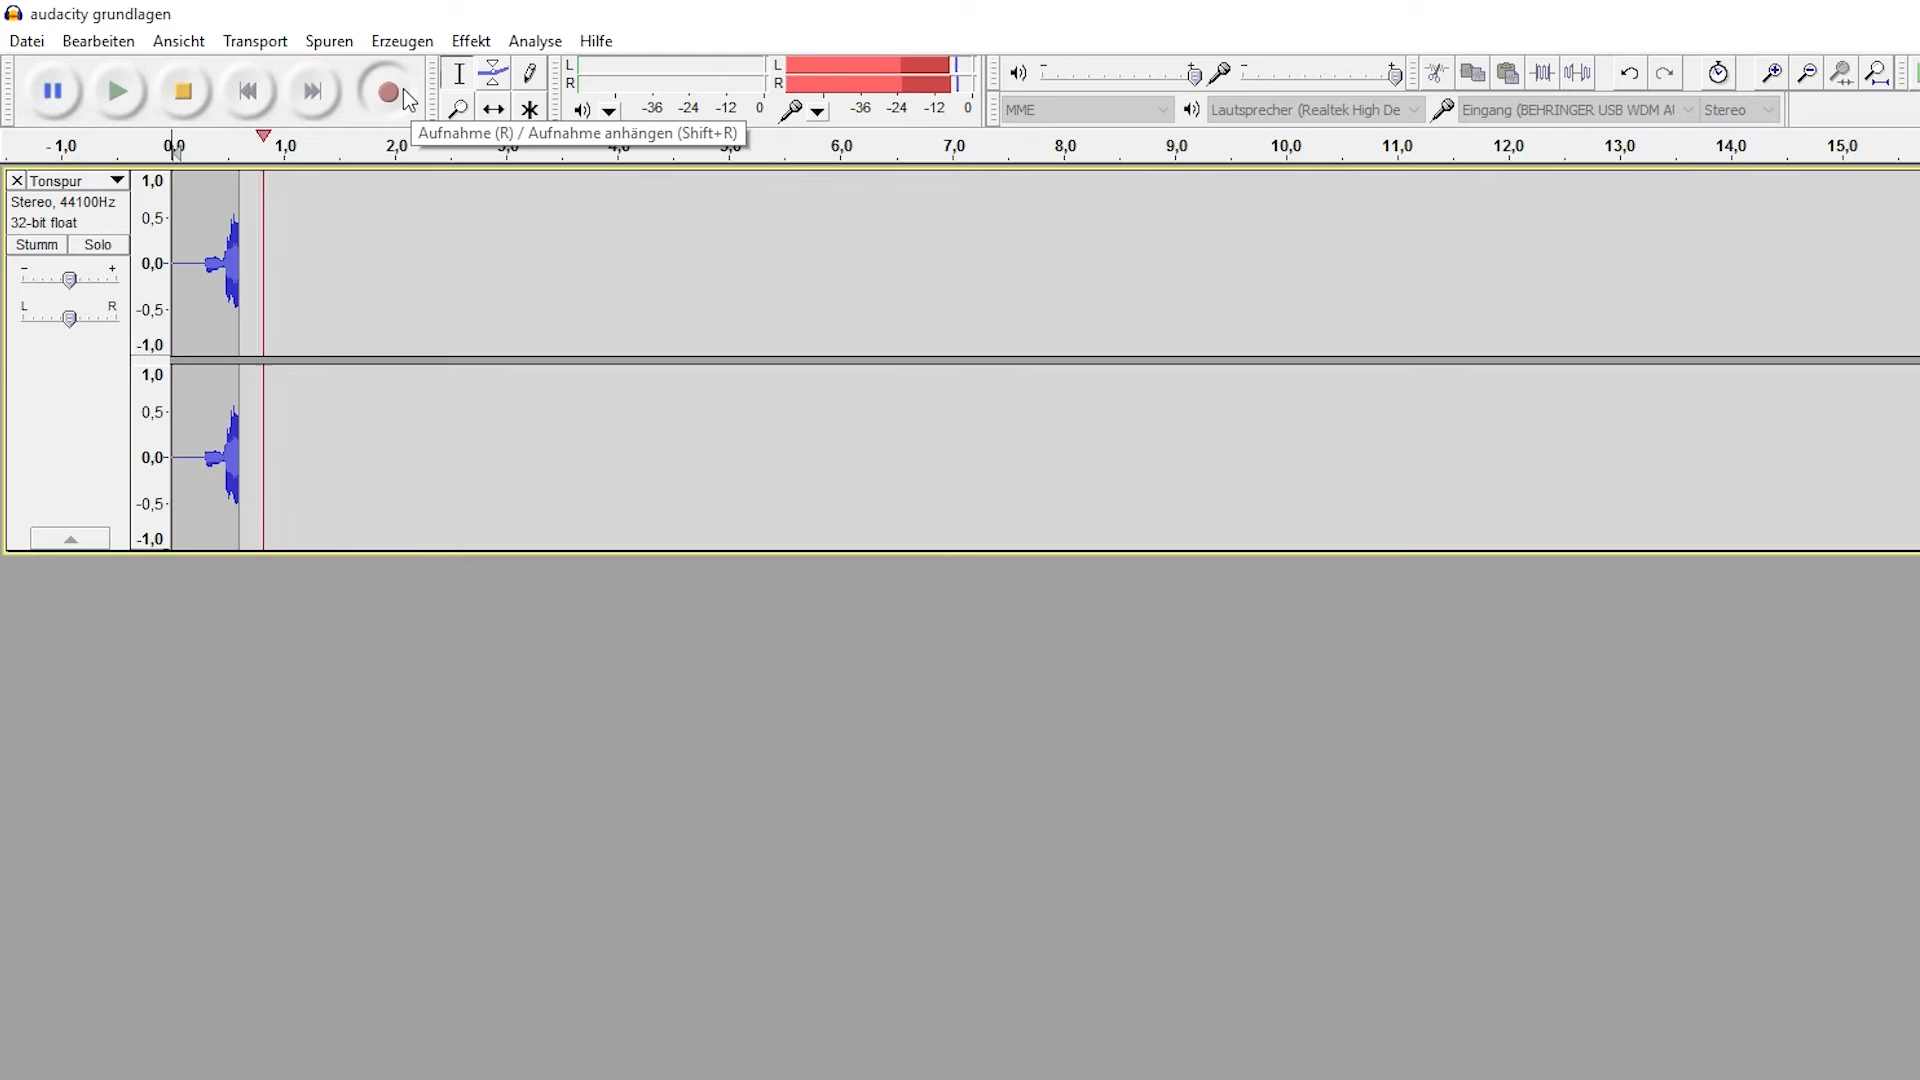 audacity grundlagen
Datei Bearbeiten Ansicht Transport Spuren Erzeugen Effekt Analyse Hilfe
L L
R R
-36 -24 -12 0 -36 -24 -12 0
MME Lautsprecher (Realtek High De Eingang (BEHRINGER USB WDM AI Stereo
Aufnahme (R) / Aufnahme anhängen (Shift+R)
- 1,0 0,0 1,0 2,0 3,0 4,0 5,0 6,0 7,0 8,0 9,0 10,0 11,0 12,0 13,0 14,0 15,0
Tonspur 1,0
Stereo, 44100Hz
32-bit float 0,5
Stumm Solo
0,0
- +
L R -0,5
-1,0
1,0
0,5
0,0
-0,5
-1,0